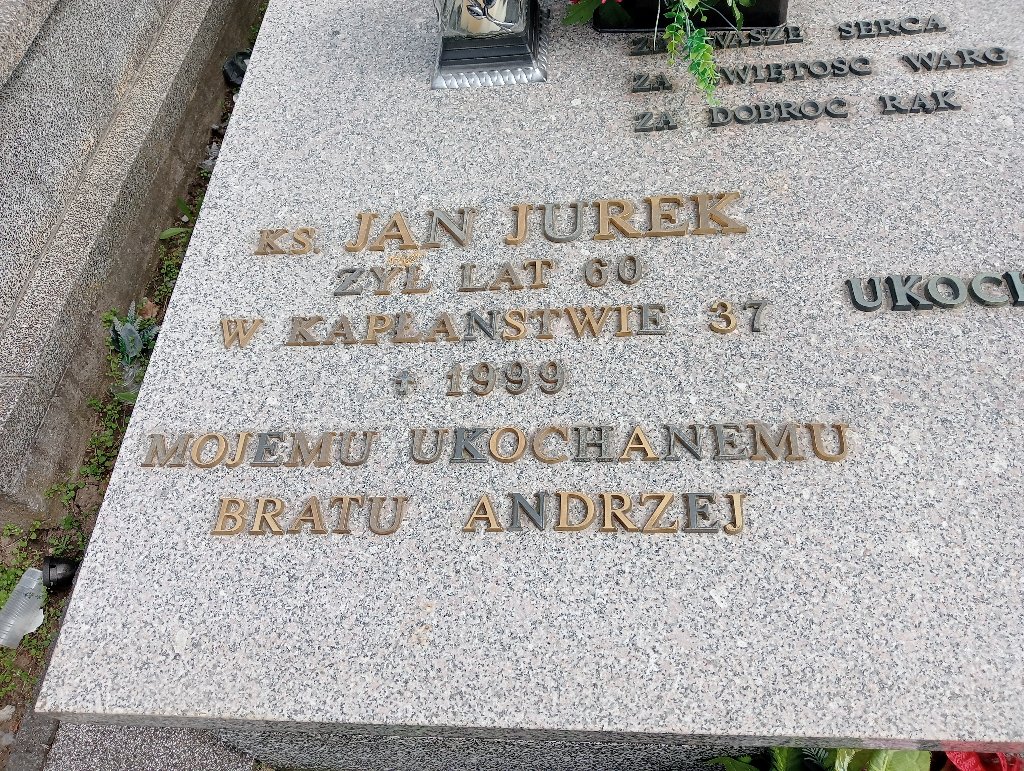 WASZE SERCA
ZA ŚWIĘTOŚĆ WARG
ZA DOBROĆ RĄK
KS. JAN JUREK
ŻYŁ LAT 60
W KAPŁAŃSTWIE 37
✝ 1999
MOJEMU UKOCHANEMU
BRATU ANDRZEJ
UKOCH